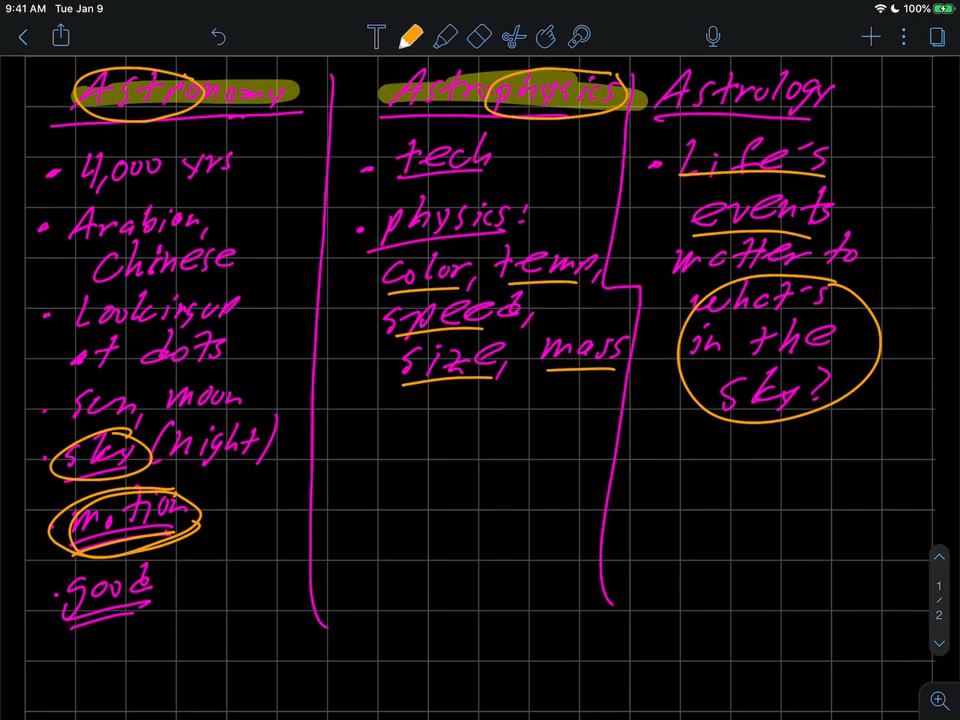 9:41 AM Tue Jan 9
100%
Astronomy
• 4,000 yrs
• Arabian,
Chinese
• Looking up
at dots
• sun, moon
• sky (night)
• motion
• good
Astrophysics
• tech
• physics:
color, temp,
speed,
size, mass
Astrology
• Life's
events
matter to
what's
in the
sky?
1
/
2